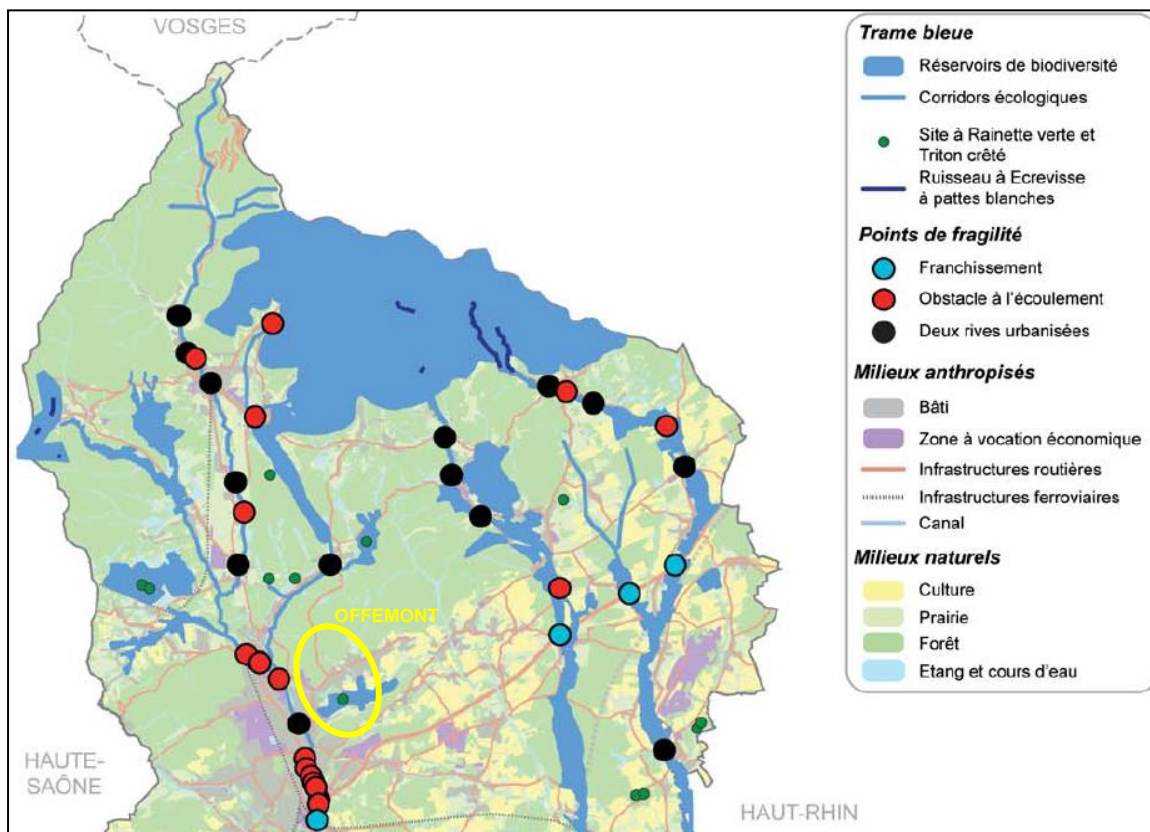 VOSGES
OFFEMONT
HAUTE-
SAÔNE
HAUT-RHIN
Trame bleue
Réservoirs de biodiversité
Corridors écologiques
Site à Rainette verte et
Triton crêté
Ruisseau à Ecrevisse
à pattes blanches
Points de fragilité
Franchissement
Obstacle à l'écoulement
Deux rives urbanisées
Milieux anthropisés
Bâti
Zone à vocation économique
Infrastructures routières
Infrastructures ferroviaires
Canal
Milieux naturels
Culture
Prairie
Forêt
Etang et cours d'eau